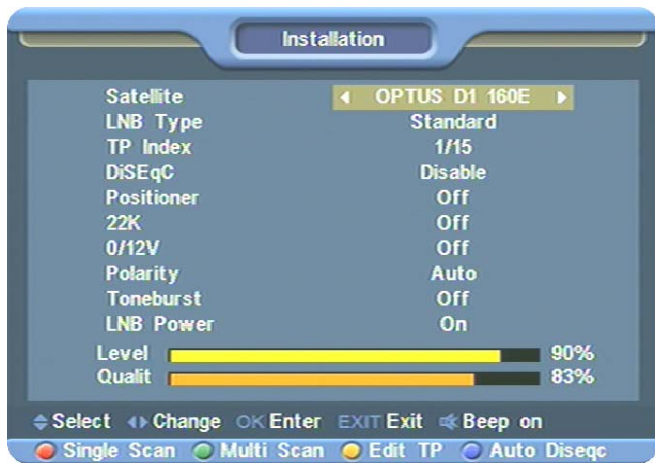 Installation
Satellite OPTUS D1 160E
LNB Type Standard
TP Index 1/15
DiSEqC Disable
Positioner Off
22K Off
0/12V Off
Polarity Auto
Toneburst Off
LNB Power On
Level 90%
Qualit 83%
Select Change OK Enter EXIT Exit Beep on
Single Scan Multi Scan Edit TP Auto Diseqc